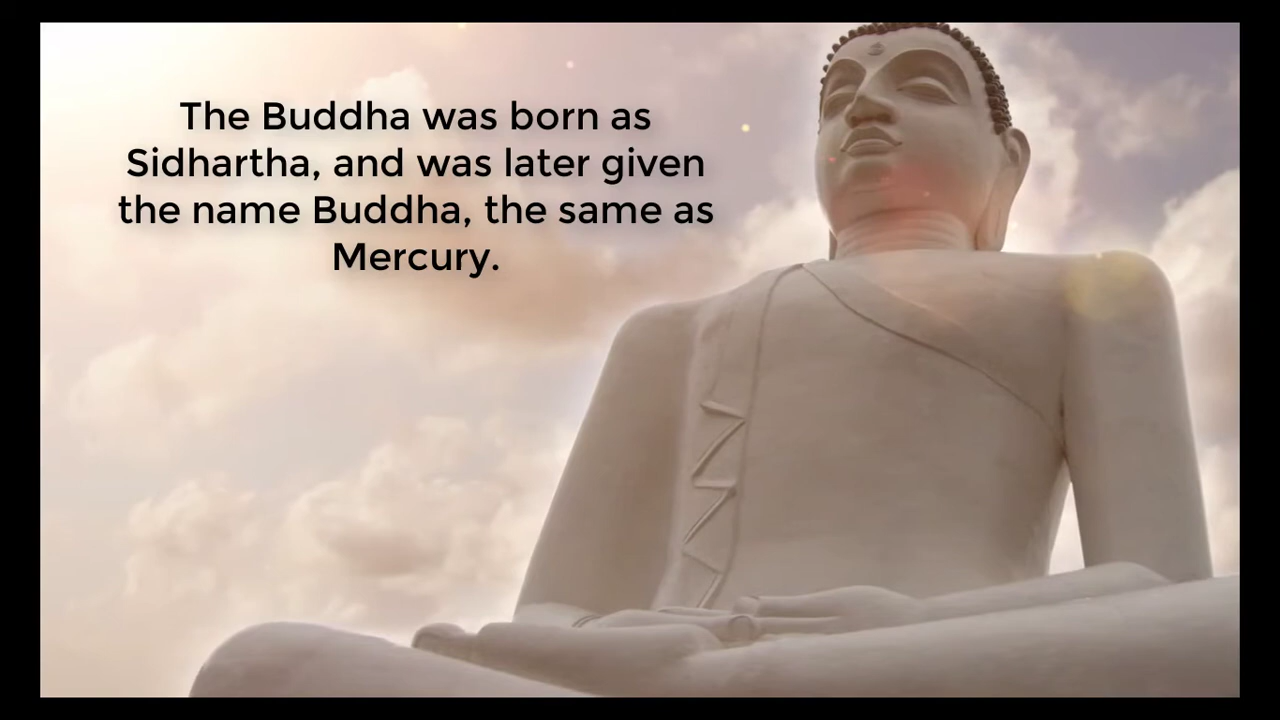 The Buddha was born as
Sidhartha, and was later given
the name Buddha, the same as
Mercury.